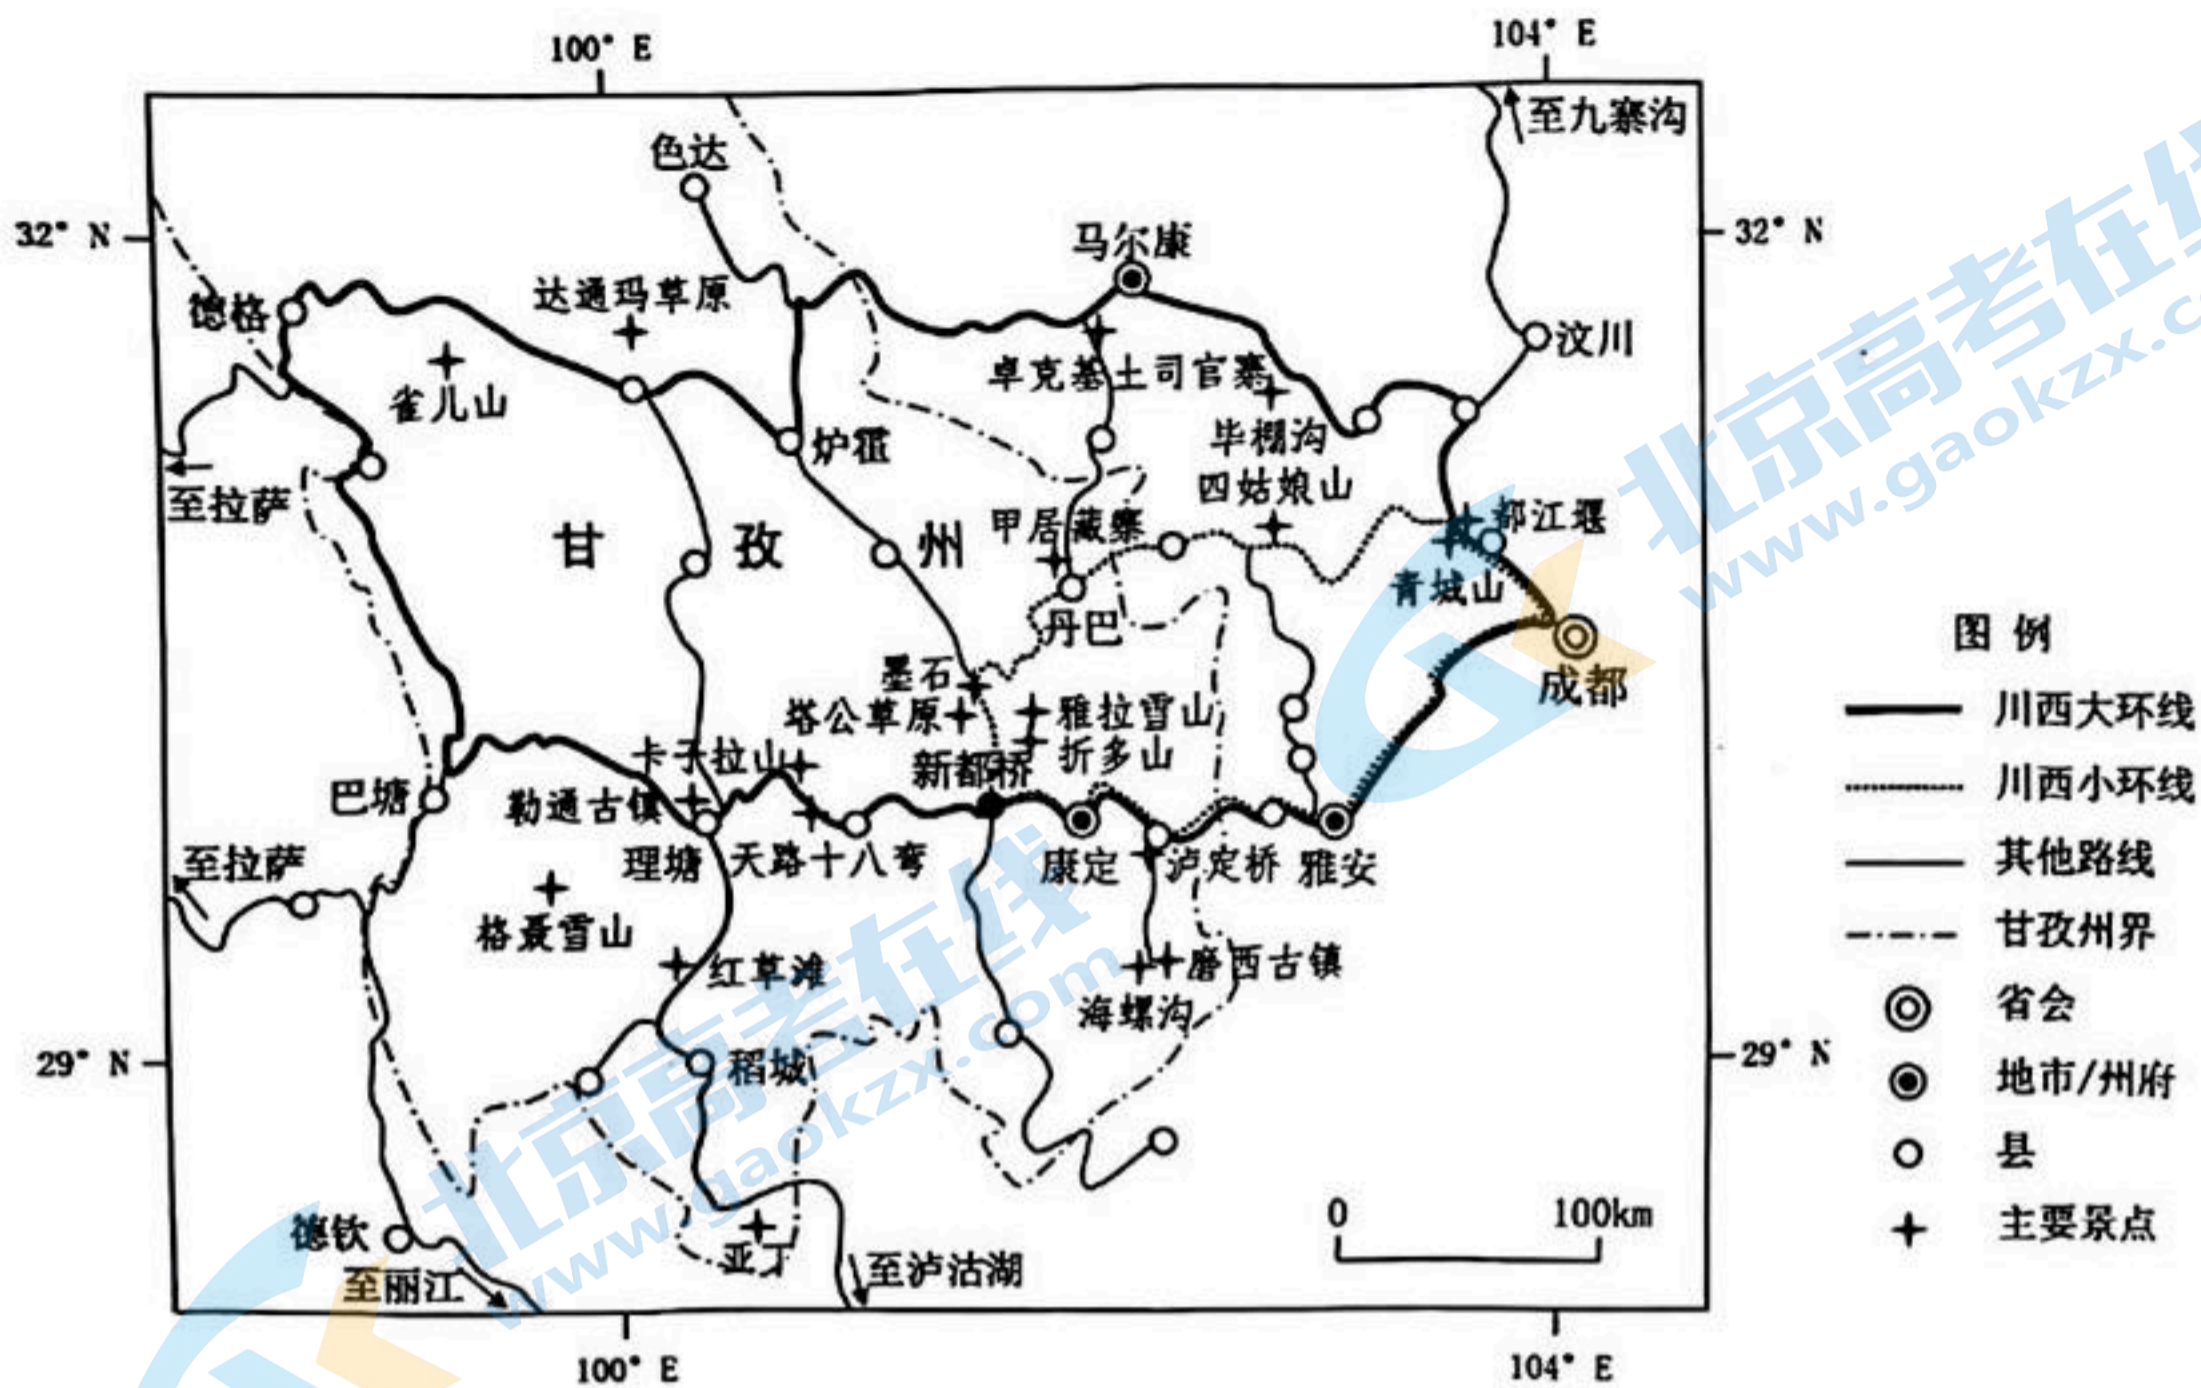 100° E
104° E
至九寨沟
色达
32° N
32° N
马尔康
德格
达通玛草原
汶川
卓克基土司官寨
雀儿山
炉霍
毕棚沟
至拉萨
四姑娘山
甲居藏寨
都江堰
甘孜州
青城山
丹巴
成都
墨石
塔公草原
雅拉雪山
卡子拉山
新都桥
折多山
巴塘
勒通古镇
至拉萨
理塘
天路十八弯
康定
泸定桥
雅安
格聂雪山
红草滩
磨西古镇
海螺沟
29° N
29° N
稻城
德钦
亚丁
至丽江
至泸沽湖
0
100km
100° E
104° E
图例
川西大环线
川西小环线
其他路线
甘孜州界
省会
地市/州府
县
主要景点
北京高考在线
www.gaokzx.com
北京高考在线
www.gaokzx.c